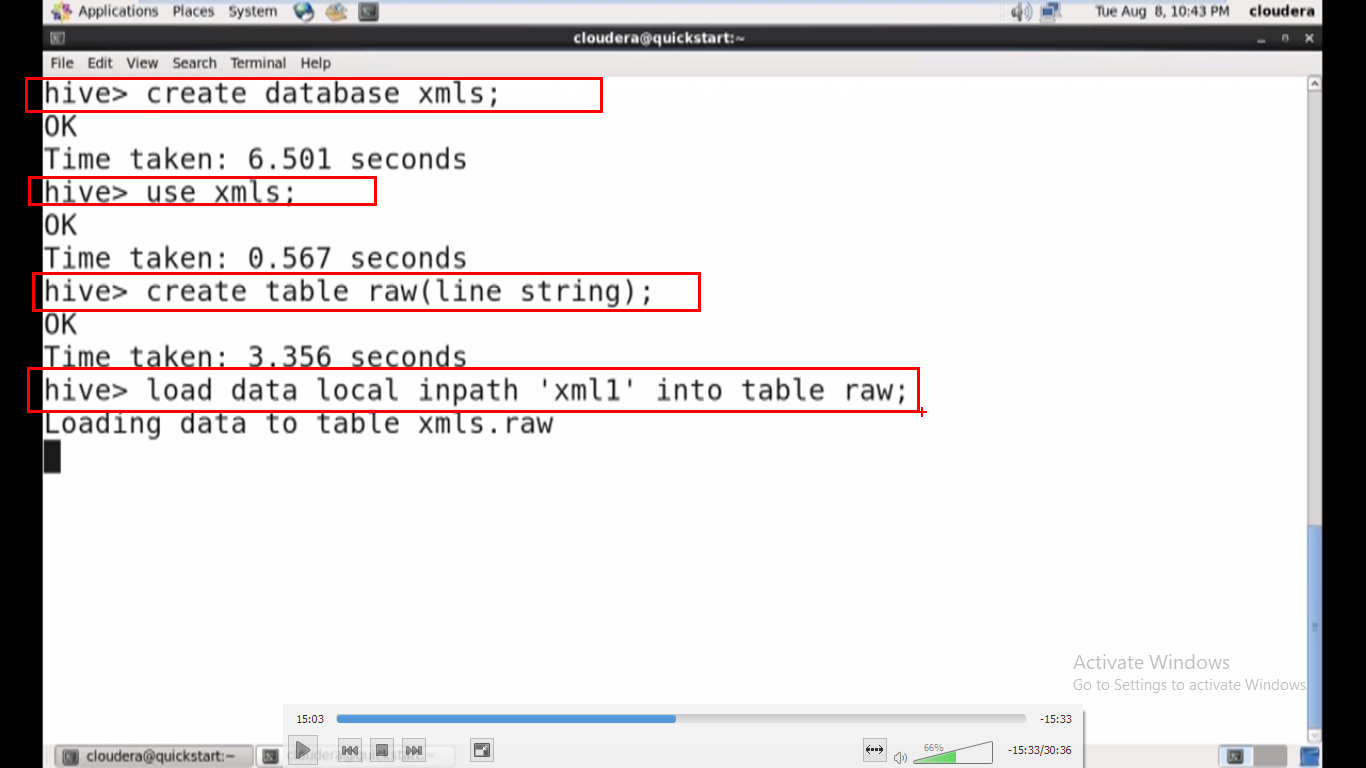 Applications Places System Tue Aug 8, 10:43 PM cloudera
cloudera@quickstart:~
File Edit View Search Terminal Help
hive> create database xmls;
OK
Time taken: 6.501 seconds
hive> use xmls;
OK
Time taken: 0.567 seconds
hive> create table raw(line string);
OK
Time taken: 3.356 seconds
hive> load data local inpath 'xml1' into table raw;
Loading data to table xmls.raw
Activate Windows
Go to Settings to activate Windows
15:03 -15:33
66% -15:33/30:36
cloudera@quickstart:~ cloudera@quickstart:~